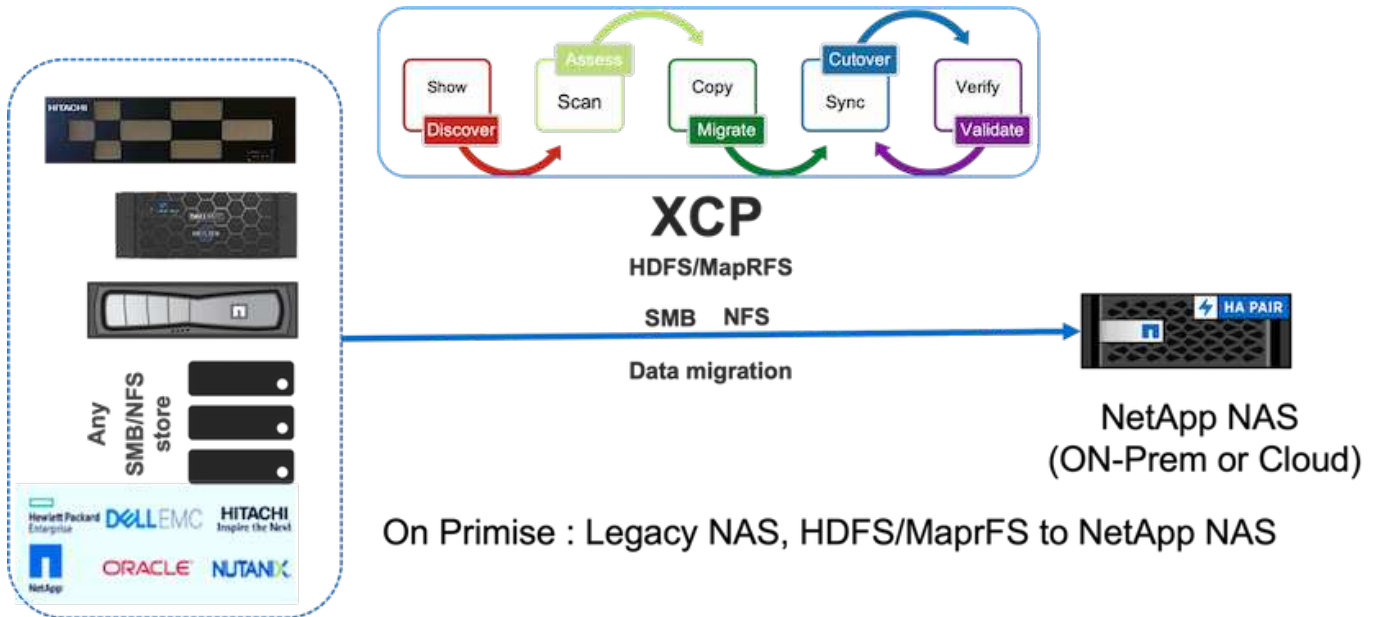 Assess
Cutover
Show
Scan
Copy
Sync
Verify
Discover
Migrate
Validate
HITACHI
XCP
HDFS/MapRFS
SMB NFS
Data migration
HA PAIR
NetApp NAS
(ON-Prem or Cloud)
Any
SMB/NFS
store
Hewlett Packard
Enterprise
DELLEMC
HITACHI
Inspire the Next
NetApp
ORACLE
NUTANIX
On Primise : Legacy NAS, HDFS/MaprFS to NetApp NAS